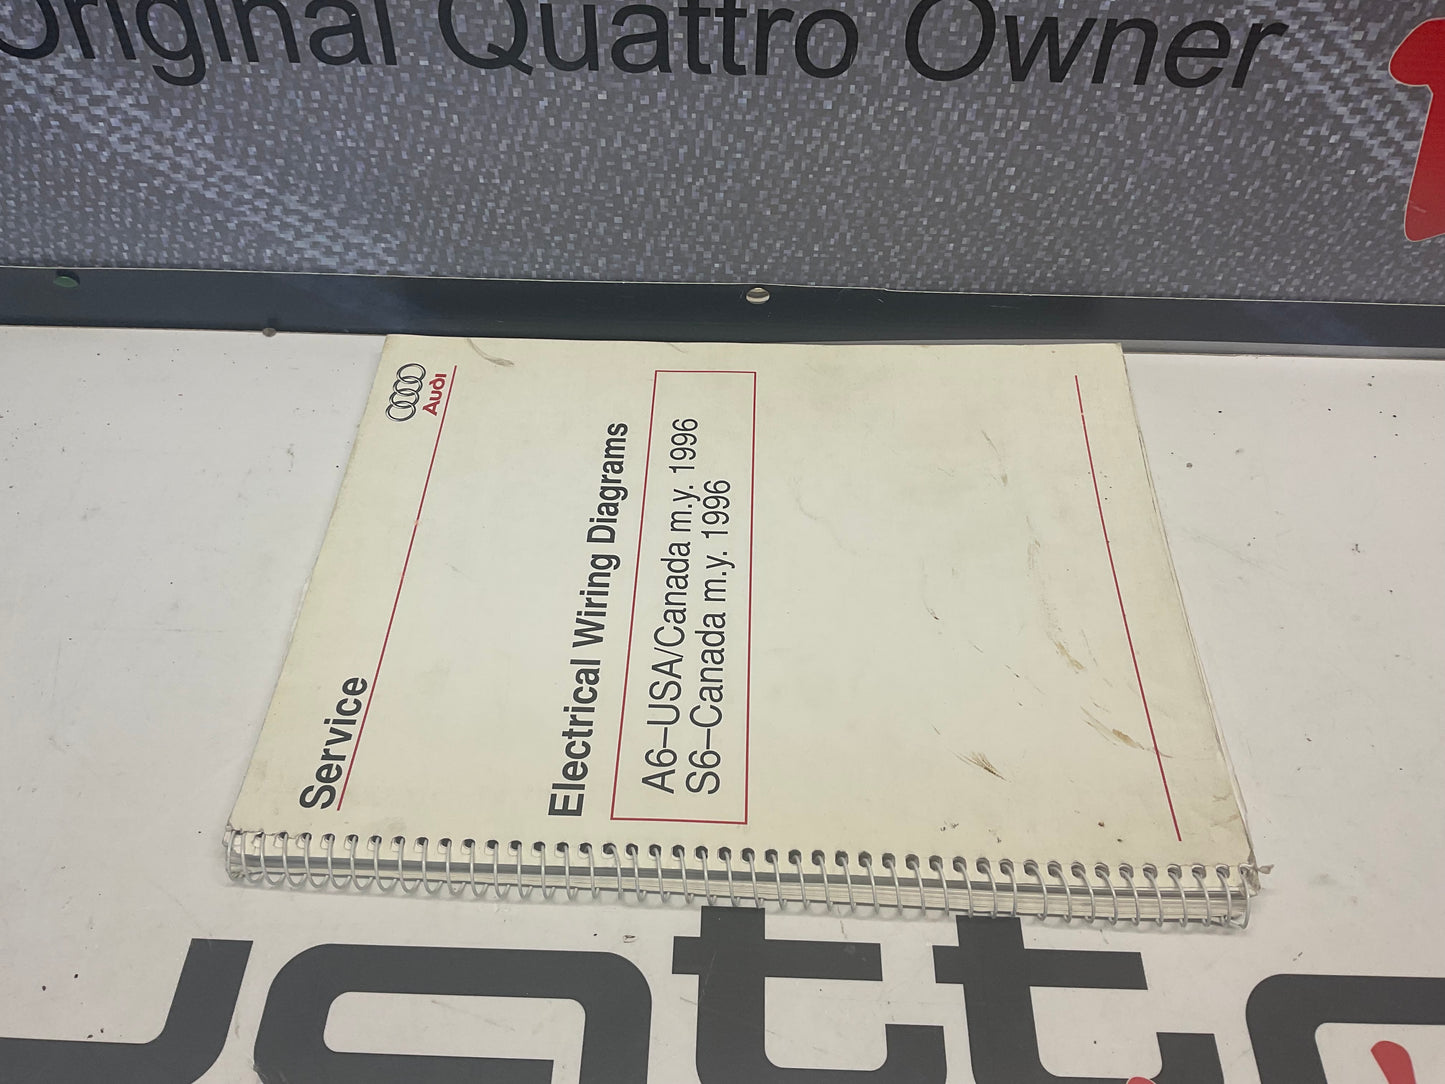 Original Quattro Owner
Audi
Service
Electrical Wiring Diagrams
A6–USA/Canada m.y. 1996
S6–Canada m.y. 1996